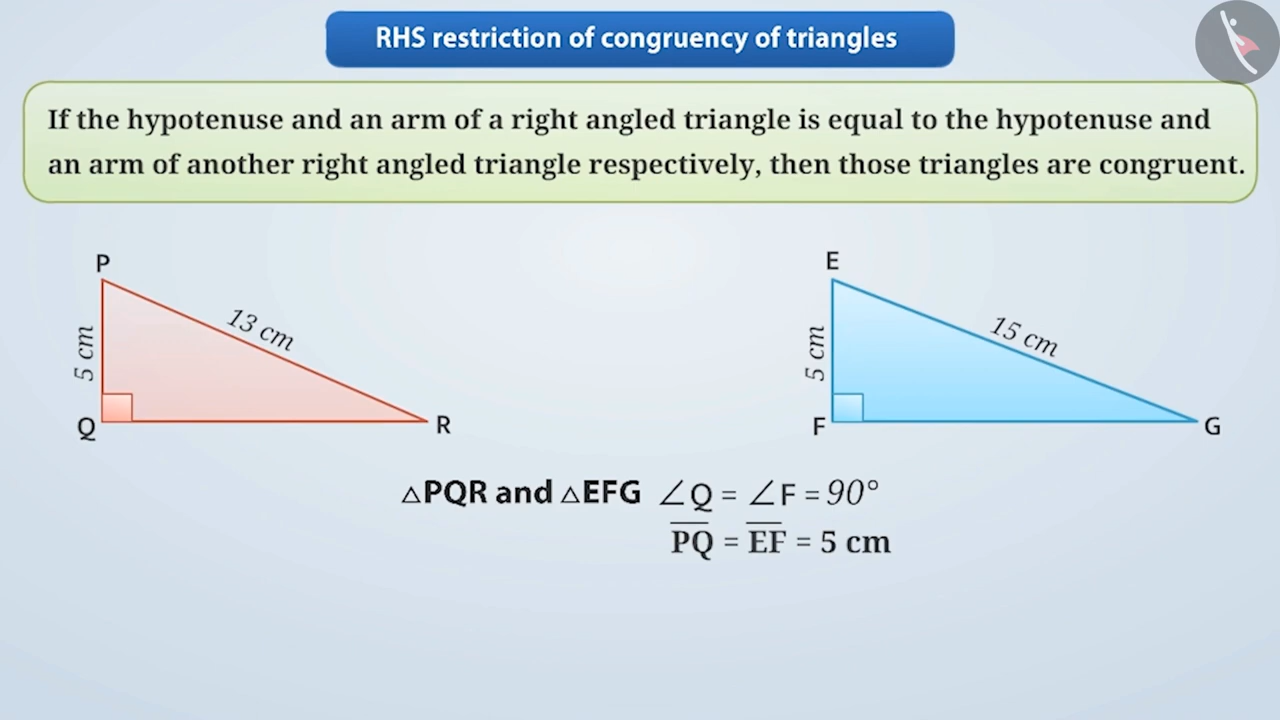 RHS restriction of congruency of triangles
If the hypotenuse and an arm of a right angled triangle is equal to the hypotenuse and
an arm of another right angled triangle respectively, then those triangles are congruent.
P
5 cm
13 cm
Q
R
E
5 cm
15 cm
F
G
△PQR and △EFG ∠Q = ∠F = 90°
P̅Q̅ = E̅F̅ = 5 cm